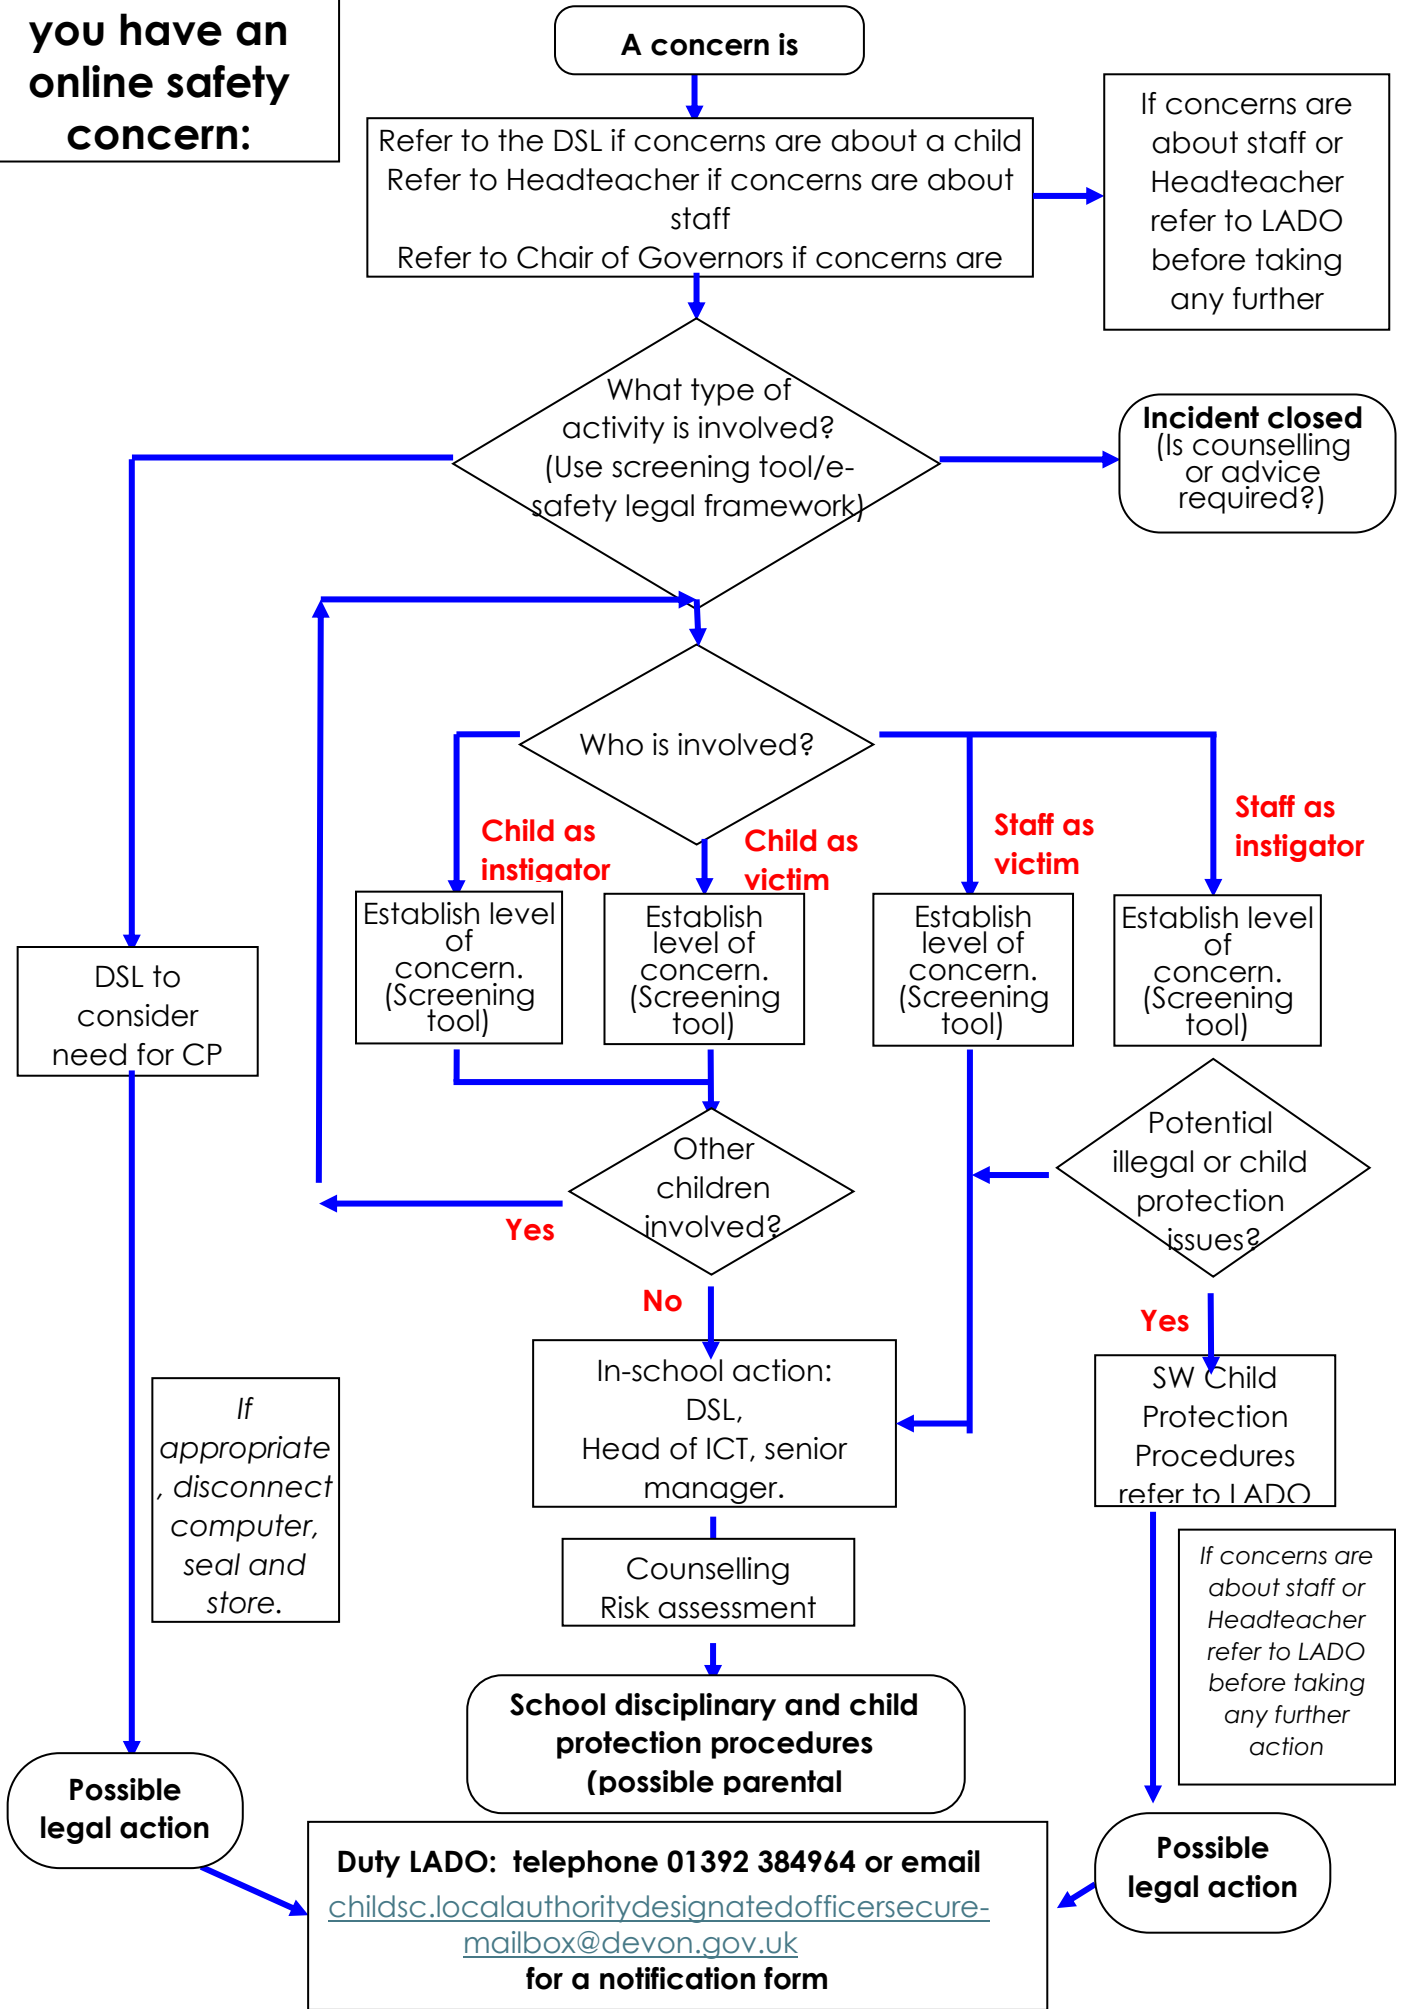 you have an
online safety
concern:
A concern is
Refer to the DSL if concerns are about a child
Refer to Headteacher if concerns are about
staff
Refer to Chair of Governors if concerns are
If concerns are
about staff or
Headteacher
refer to LADO
before taking
any further
What type of
activity is involved?
(Use screening tool/e-
safety legal framework)
Incident closed
(Is counselling
or advice
required?)
Who is involved?
Child as
instigator
Child as
victim
Staff as
victim
Staff as
instigator
Establish level
of
concern.
(Screening
tool)
Establish
level of
concern.
(Screening
tool)
Establish
level of
concern.
(Screening
tool)
Establish level
of
concern.
(Screening
tool)
DSL to
consider
need for CP
Other
children
involved?
Yes
No
Potential
illegal or child
protection
issues?
Yes
In-school action:
DSL,
Head of ICT, senior
manager.
SW Child
Protection
Procedures
refer to LADO
If
appropriate
, disconnect
computer,
seal and
store.
Counselling
Risk assessment
If concerns are
about staff or
Headteacher
refer to LADO
before taking
any further
action
School disciplinary and child
protection procedures
(possible parental
Possible
legal action
Possible
legal action
Duty LADO:  telephone 01392 384964 or email
childsc.localauthoritydesignatedofficersecure-
mailbox@devon.gov.uk
for a notification form